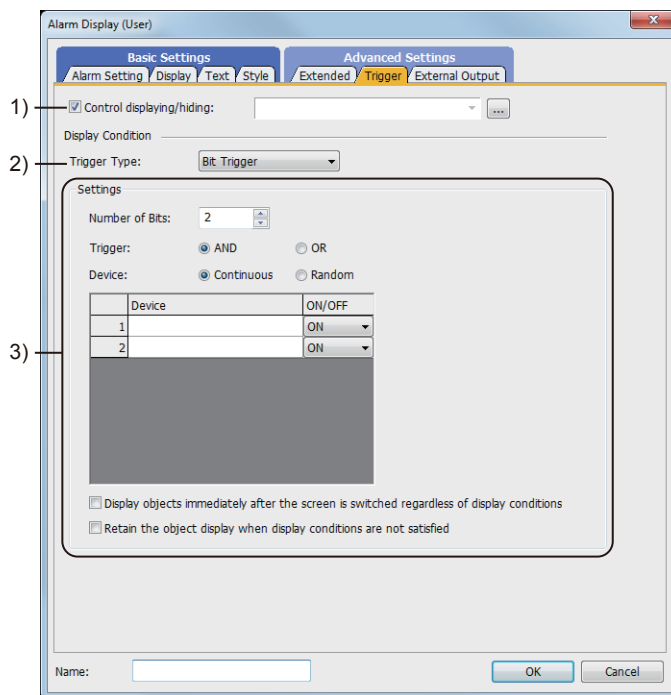 Alarm Display (User)
Basic Settings Advanced Settings
Alarm Setting Display Text Style Extended Trigger External Output
1) Control displaying/hiding: ...
Display Condition
2) Trigger Type: Bit Trigger
Settings
Number of Bits: 2
Trigger: AND OR
Device: Continuous Random
Device ON/OFF
1 ON
2 ON
3)
Display objects immediately after the screen is switched regardless of display conditions
Retain the object display when display conditions are not satisfied
Name: OK Cancel